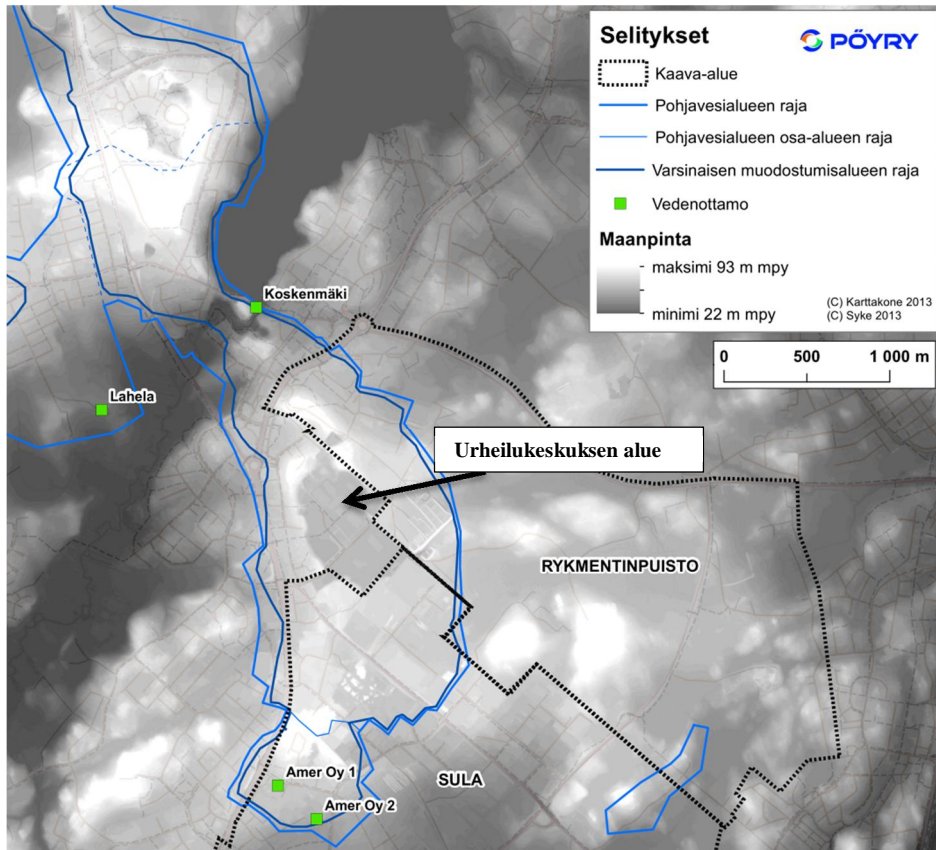 Selitykset
PÖYRY
Kaava-alue
Pohjavesialueen raja
Pohjavesialueen osa-alueen raja
Varsinaisen muodostumisalueen raja
Vedenottamo
Maanpinta
maksimi 93 m mpy
minimi 22 m mpy
(C) Karttakone 2013
(C) Syke 2013
0 500 1 000 m
Koskenmäki
Lahela
Urheilukeskuksen alue
RYKMENTINPUISTO
Amer Oy 1
SULA
Amer Oy 2